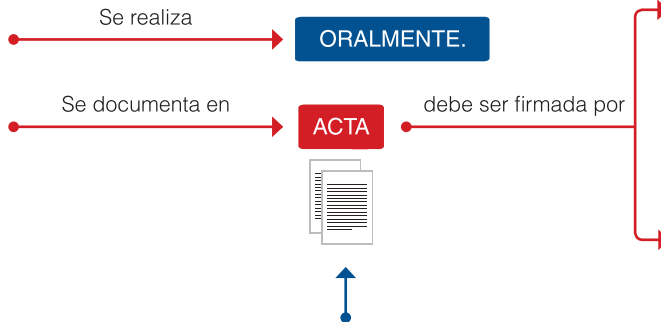 Se realiza
ORALMENTE.
Se documenta en
ACTA
debe ser firmada por